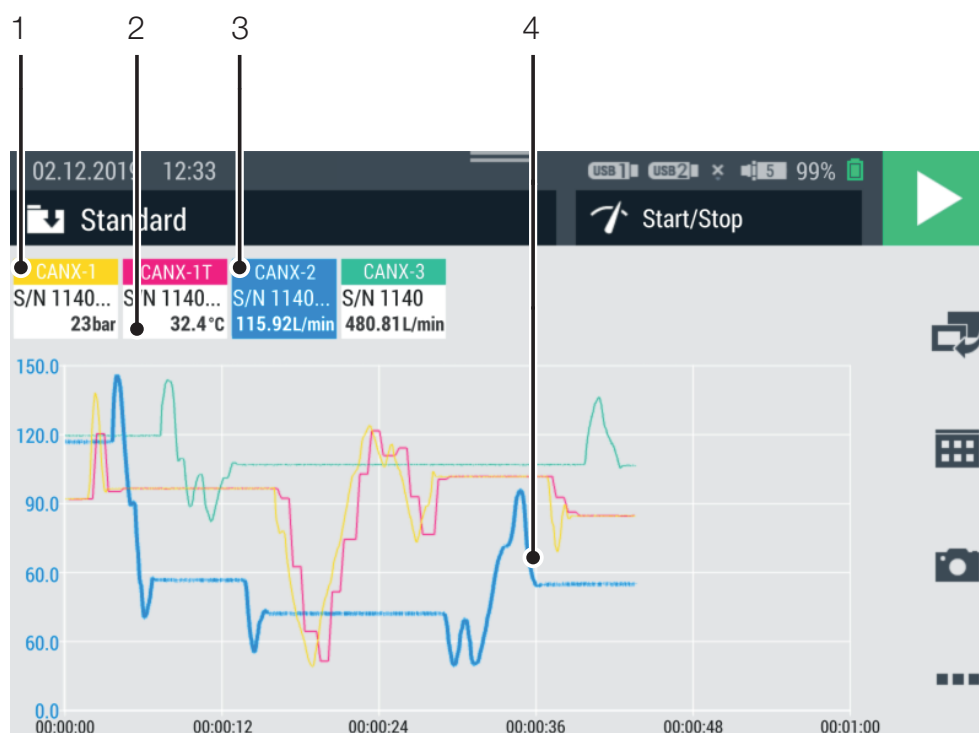 1 2 3 4
02.12.2019 12:33 USB 1 USB 2 5 99%
Standard Start/Stop
CANX-1 CANX-1T CANX-2 CANX-3
S/N 1140... S/N 1140... S/N 1140... S/N 1140
23bar 32.4°C 115.92L/min 480.81L/min
150.0
120.0
90.0
60.0
60.0
0.0
00:00:00 00:00:12 00:00:24 00:00:36 00:00:48 00:01:00